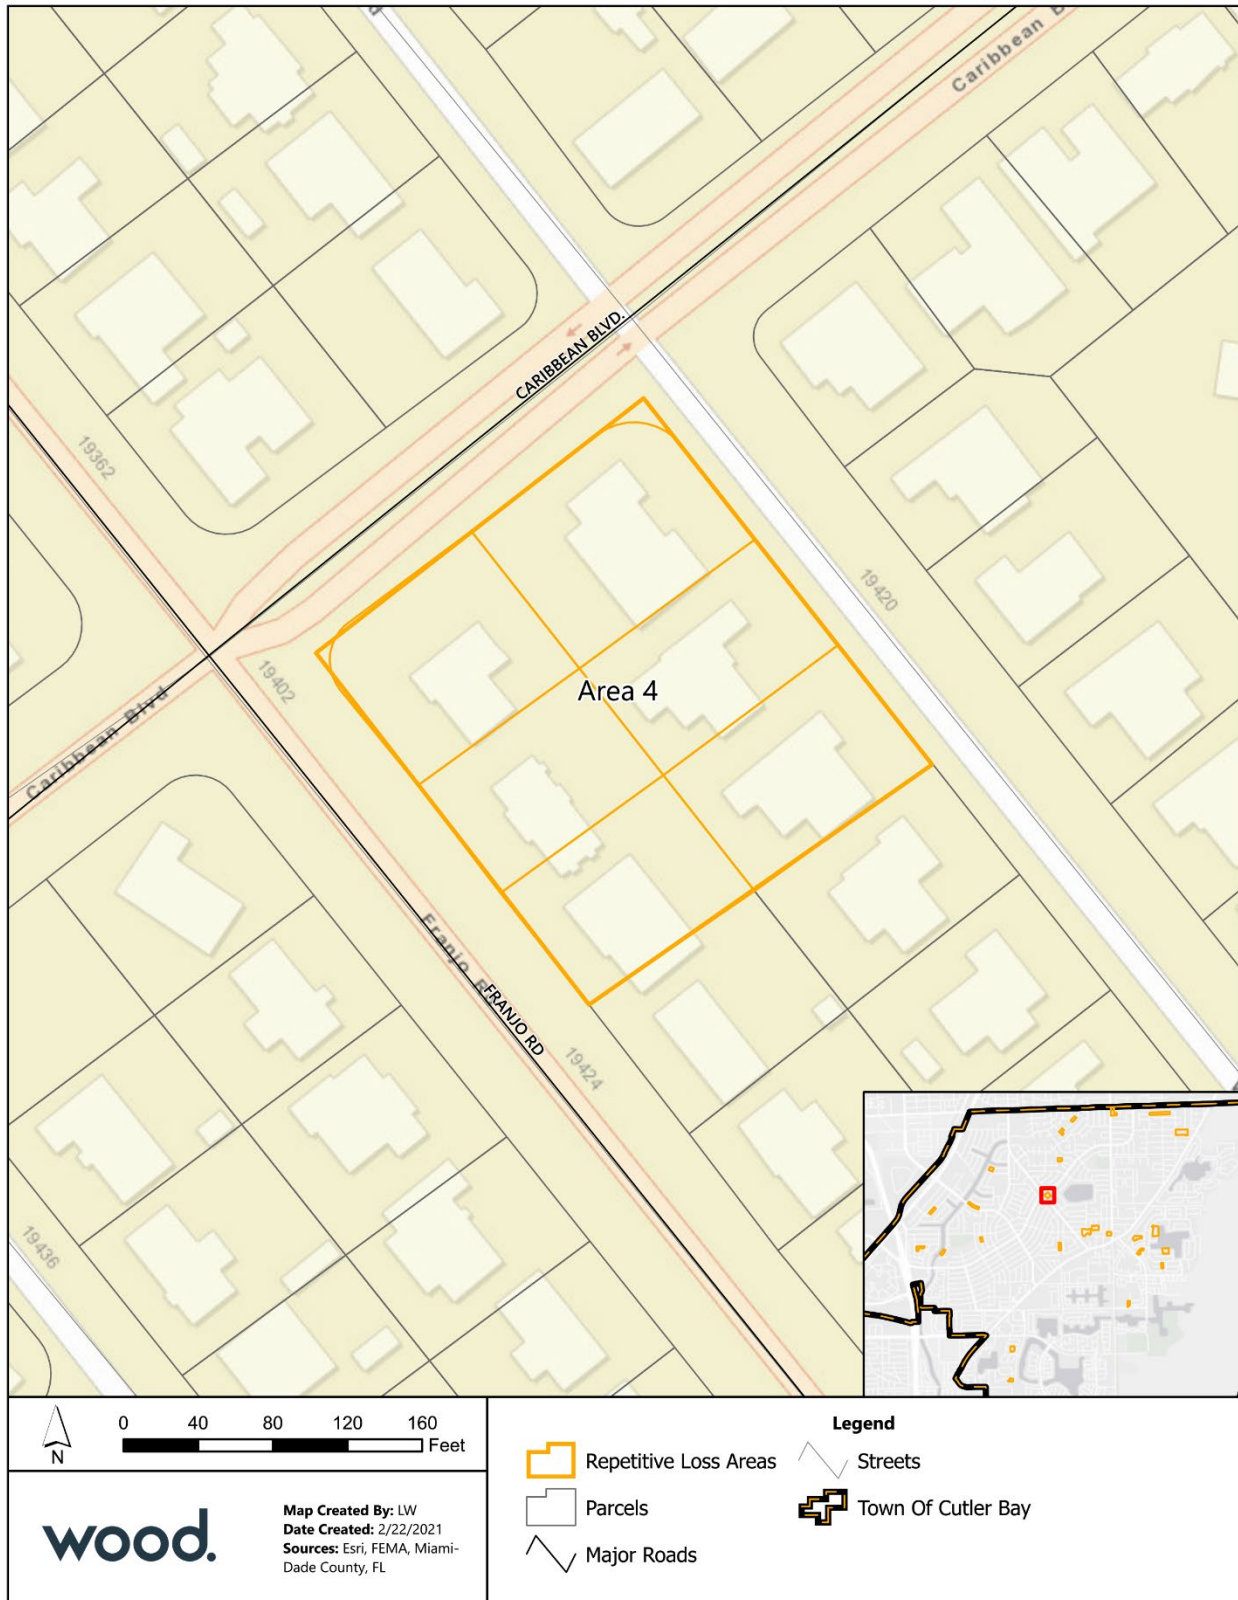 Caribbean B
CARIBBEAN BLVD.
19362
19420
19402
Area 4
Caribbean Blvd
Franjo R
FRANJO RD
19424
19436
0 40 80 120 160
Feet
N
Legend
Repetitive Loss Areas
Streets
Parcels
Town Of Cutler Bay
Major Roads
wood.
Map Created By: LW
Date Created: 2/22/2021
Sources: Esri, FEMA, Miami-
Dade County, FL